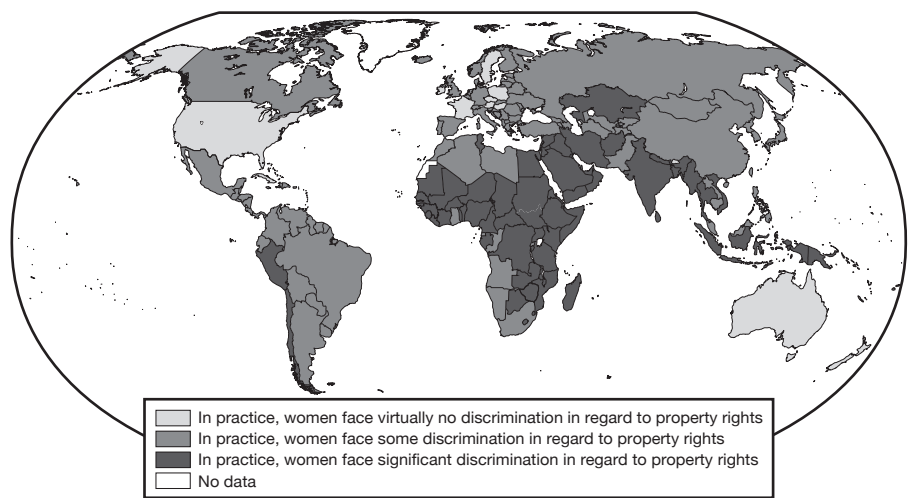 In practice, women face virtually no discrimination in regard to property rights
In practice, women face some discrimination in regard to property rights
In practice, women face significant discrimination in regard to property rights
No data